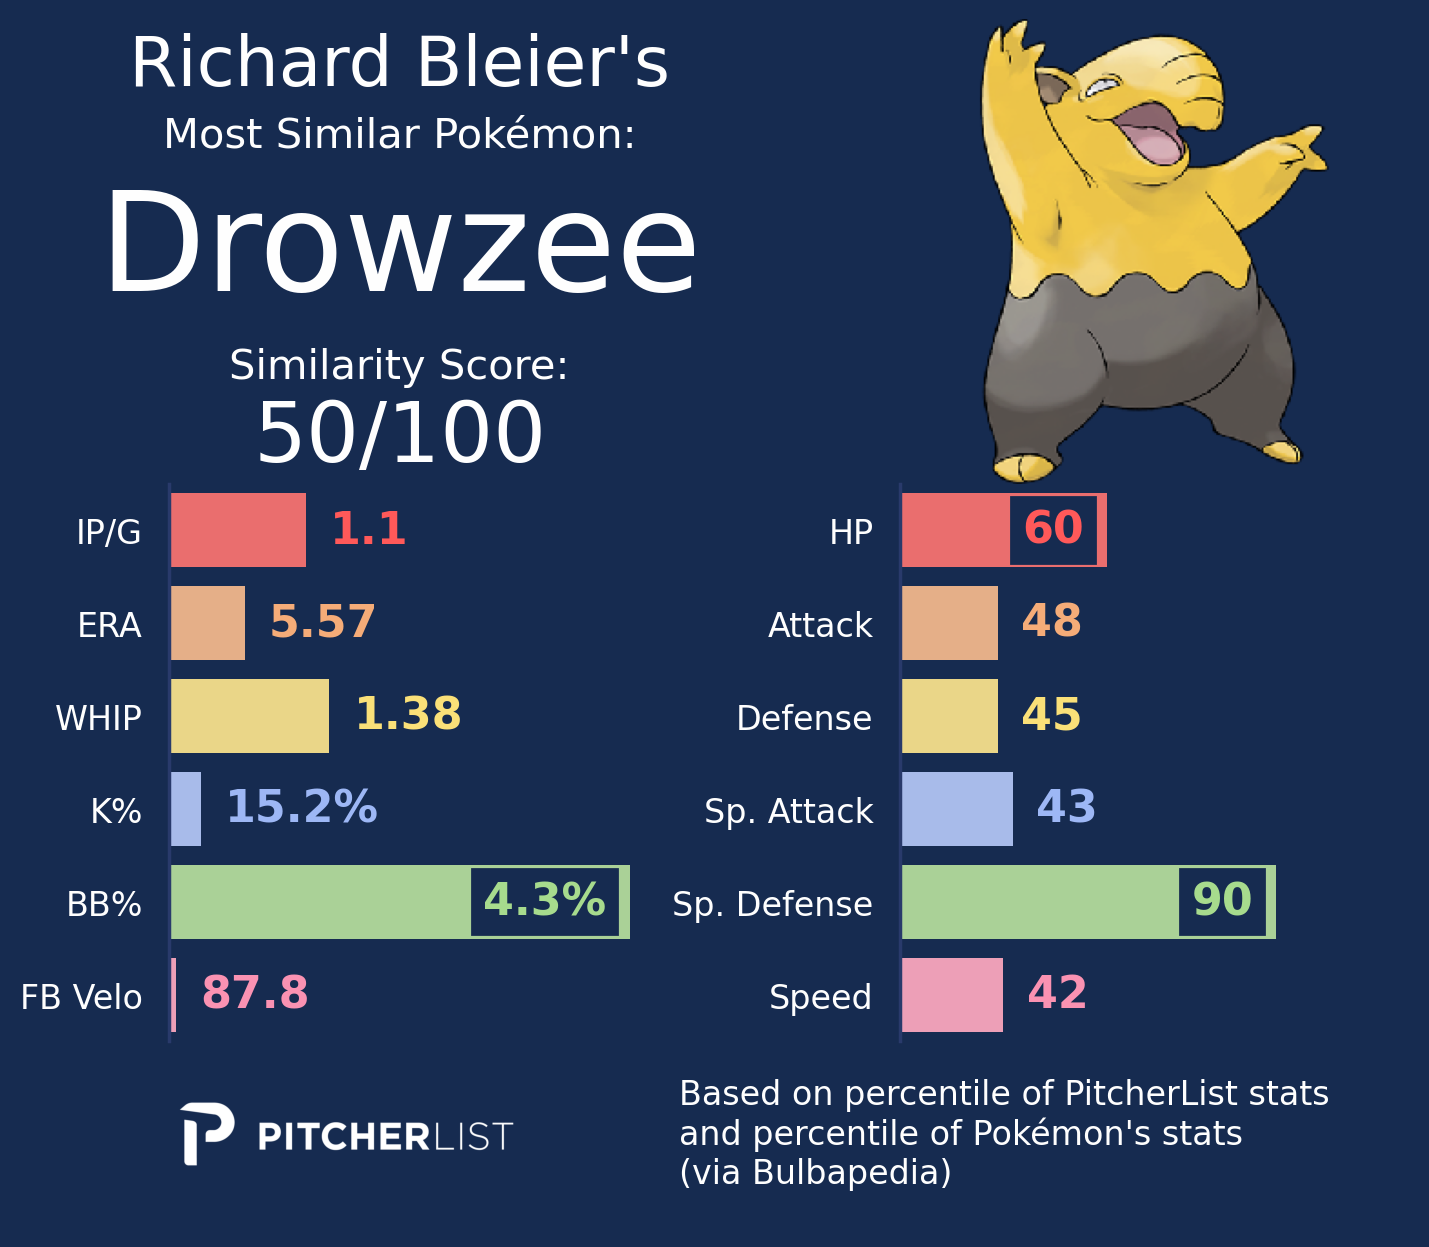 Richard Bleier's
Most Similar Pokémon:
Drowzee
Similarity Score:
50/100
IP/G 1.1
ERA 5.57
WHIP 1.38
K% 15.2%
BB% 4.3%
FB Velo 87.8
HP 60
Attack 48
Defense 45
Sp. Attack 43
Sp. Defense 90
Speed 42
PITCHERLIST
Based on percentile of PitcherList stats
and percentile of Pokémon's stats
(via Bulbapedia)